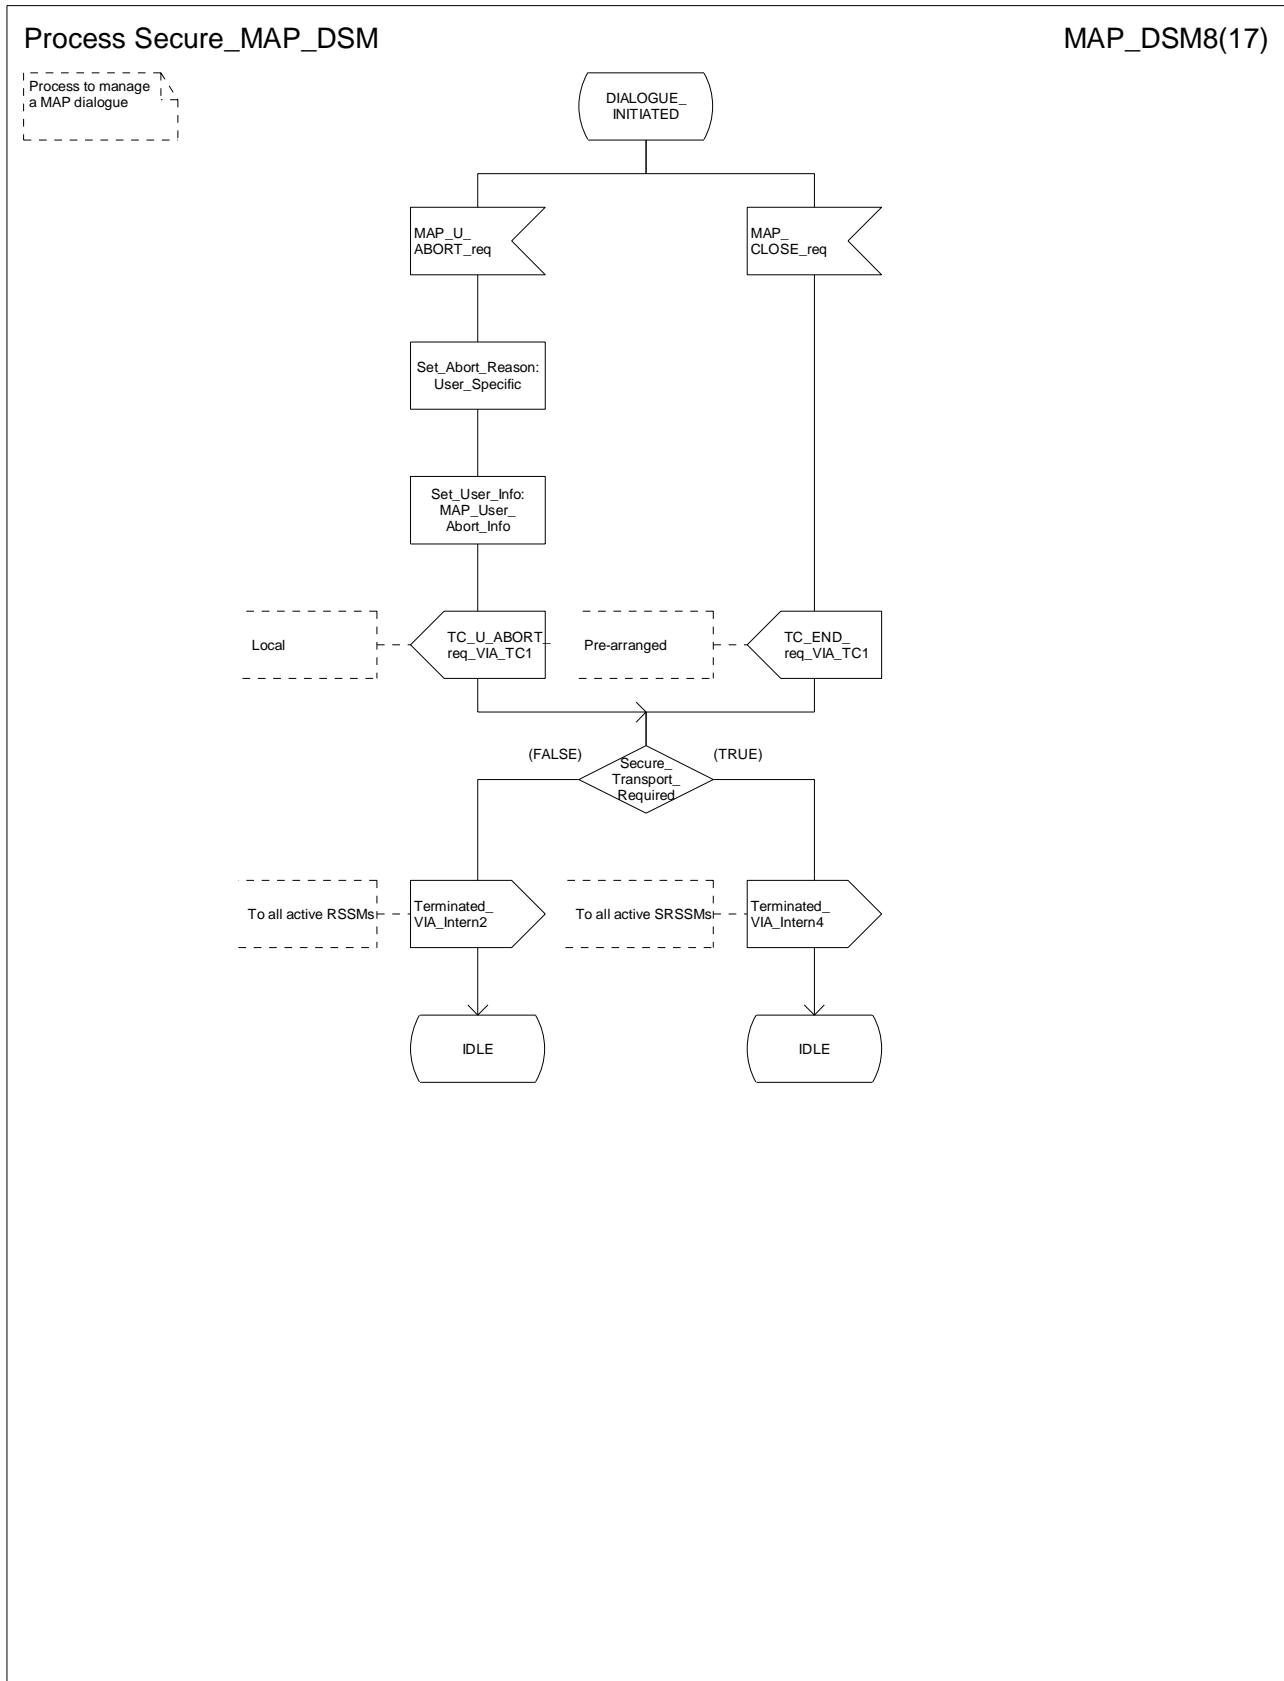 Process Secure_MAP_DSM
MAP_DSM8(17)
Process to manage
a MAP dialogue
DIALOGUE_
INITIATED
MAP_U_
ABORT_req
MAP_
CLOSE_req
Set_Abort_Reason:
User_Specific
Set_User_Info:
MAP_User_
Abort_Info
Local
TC_U_ABORT_
req_VIA_TC1
Pre-arranged
TC_END_
req_VIA_TC1
(FALSE)
(TRUE)
Secure_
Transport_
Required
To all active RSSMs
Terminated_
VIA_Intern2
To all active SRSSMs
Terminated_
VIA_Intern4
IDLE
IDLE